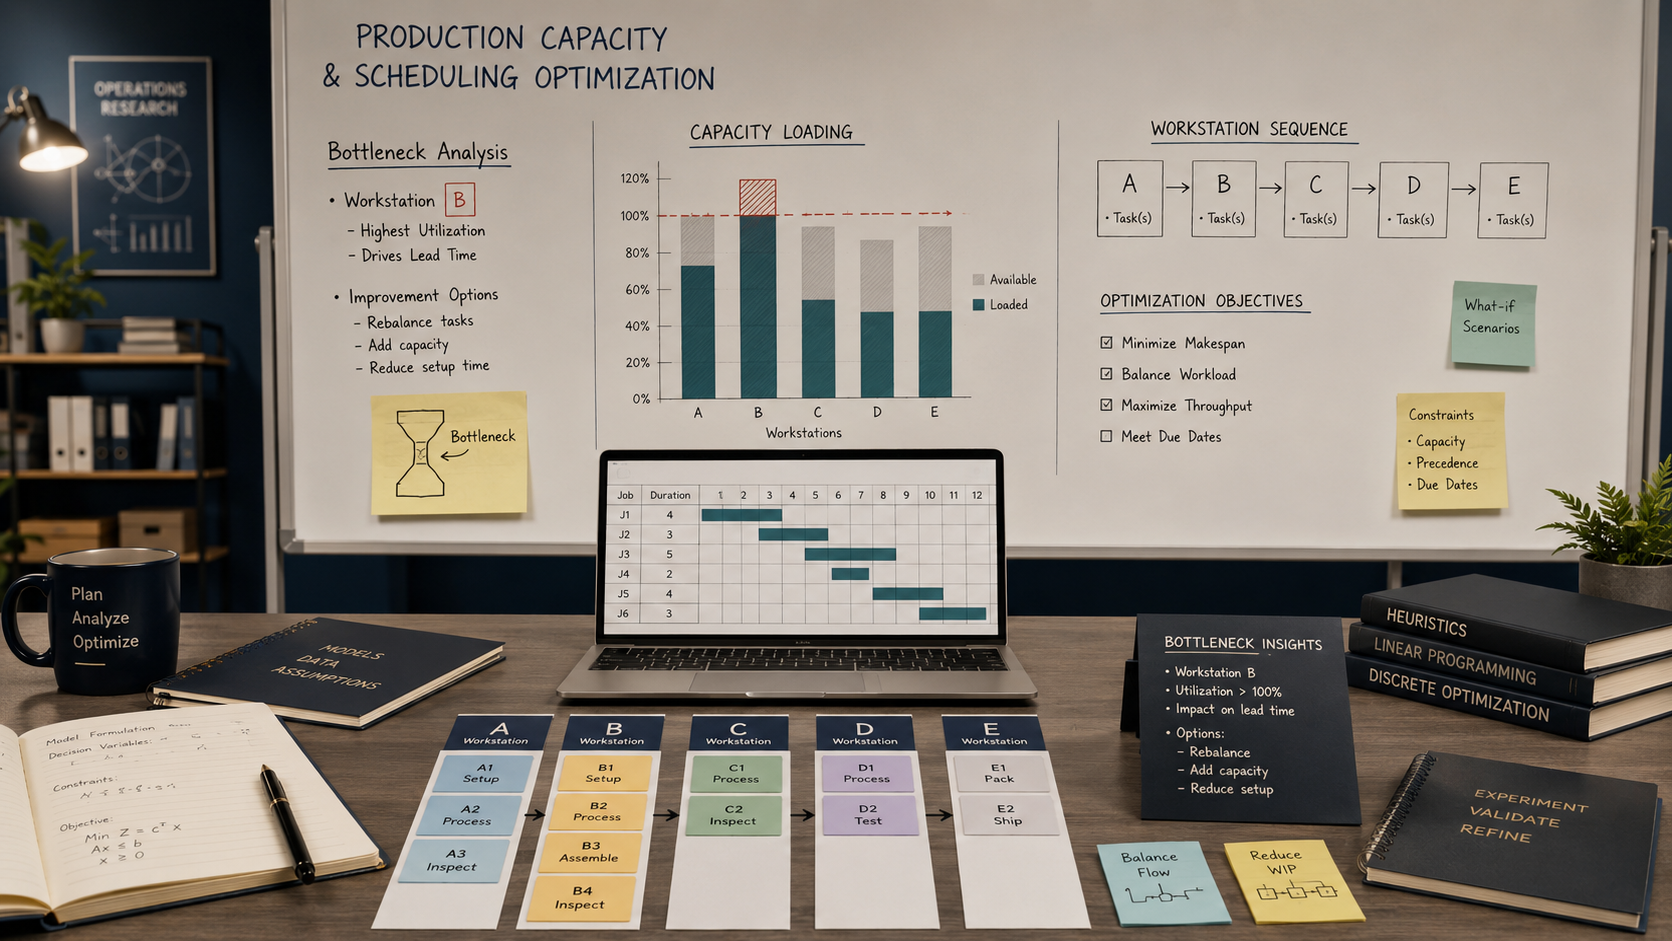 PRODUCTION CAPACITY
& SCHEDULING OPTIMIZATION
OPERATIONS
RESEARCH
Bottleneck Analysis
• Workstation B
– Highest Utilization
– Drives Lead Time
• Improvement Options
– Rebalance tasks
– Add capacity
– Reduce setup time
Bottleneck
CAPACITY LOADING
120%
100%
80%
60%
40%
20%
0%
A B C D E
Workstations
Available
Loaded
WORKSTATION SEQUENCE
A B C D E
• Task(s) • Task(s) • Task(s) • Task(s) • Task(s)
OPTIMIZATION OBJECTIVES
☑ Minimize Makespan
☑ Balance Workload
☑ Maximize Throughput
☐ Meet Due Dates
What-if
Scenarios
Constraints
• Capacity
• Precedence
• Due Dates
Job Duration 1 2 3 4 5 6 7 8 9 10 11 12
J1 4
J2 3
J3 5
J4 2
J5 4
J6 3
Plan
Analyze
Optimize
MODELS
DATA
ASSUMPTIONS
Model Formulation
Decision Variables:
Constraints:
Objective:
Min Z = cᵀ x
Ax ≤ b
x ≥ 0
A
Workstation
A1
Setup
A2
Process
A3
Inspect
B
Workstation
B1
Setup
B2
Process
B3
Assemble
B4
Inspect
C
Workstation
C1
Process
C2
Inspect
D
Workstation
D1
Process
D2
Test
E
Workstation
E1
Pack
E2
Ship
BOTTLENECK INSIGHTS
• Workstation B
• Utilization > 100%
• Impact on lead time
• Options:
– Rebalance
– Add capacity
– Reduce setup
HEURISTICS
LINEAR PROGRAMMING
DISCRETE OPTIMIZATION
Balance
Flow
Reduce
WIP
EXPERIMENT
VALIDATE
REFINE